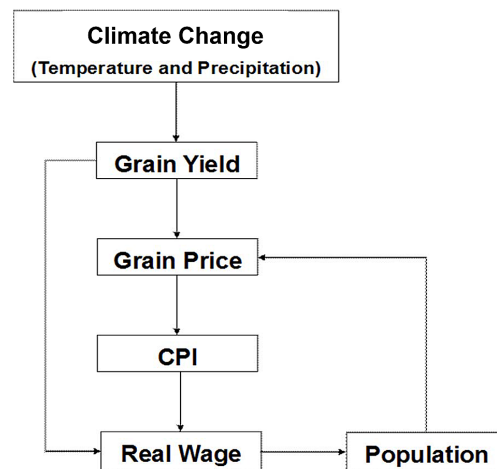 Climate Change
(Temperature and Precipitation)
Grain Yield
Grain Price
CPI
Real Wage
Population